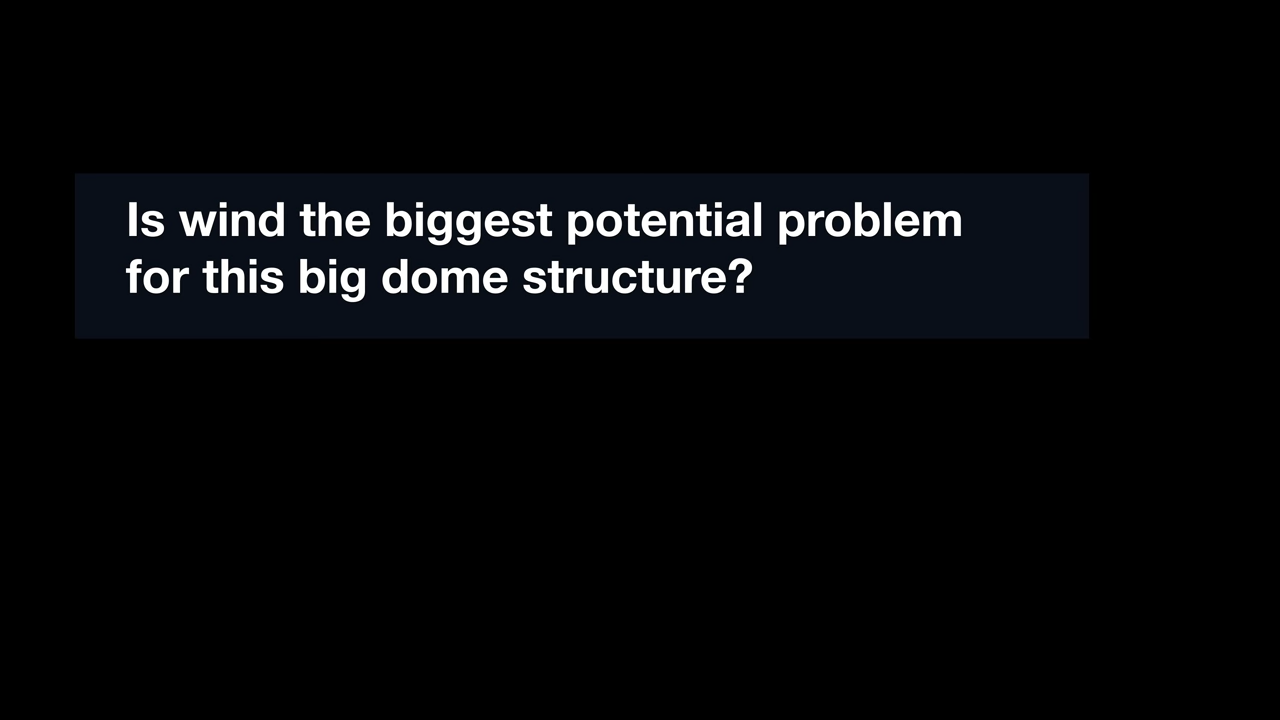 Is wind the biggest potential problem
for this big dome structure?